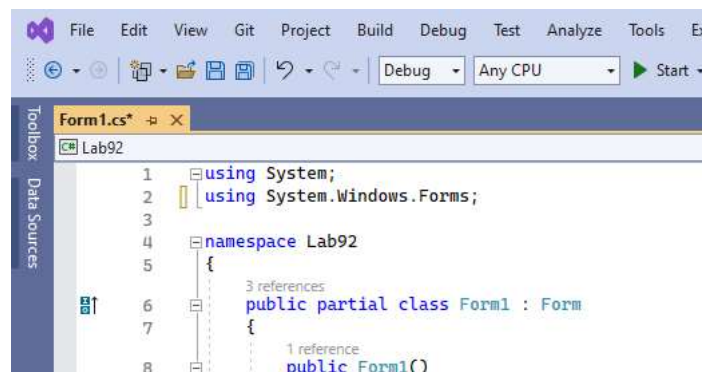 File Edit View Git Project Build Debug Test Analyze Tools
Debug Any CPU Start
Toolbox
Data Sources
Form1.cs*
C# Lab92
1 using System;
2 using System.Windows.Forms;
3
4 namespace Lab92
5 {
3 references
6 public partial class Form1 : Form
7 {
1 reference
8 public Form1()